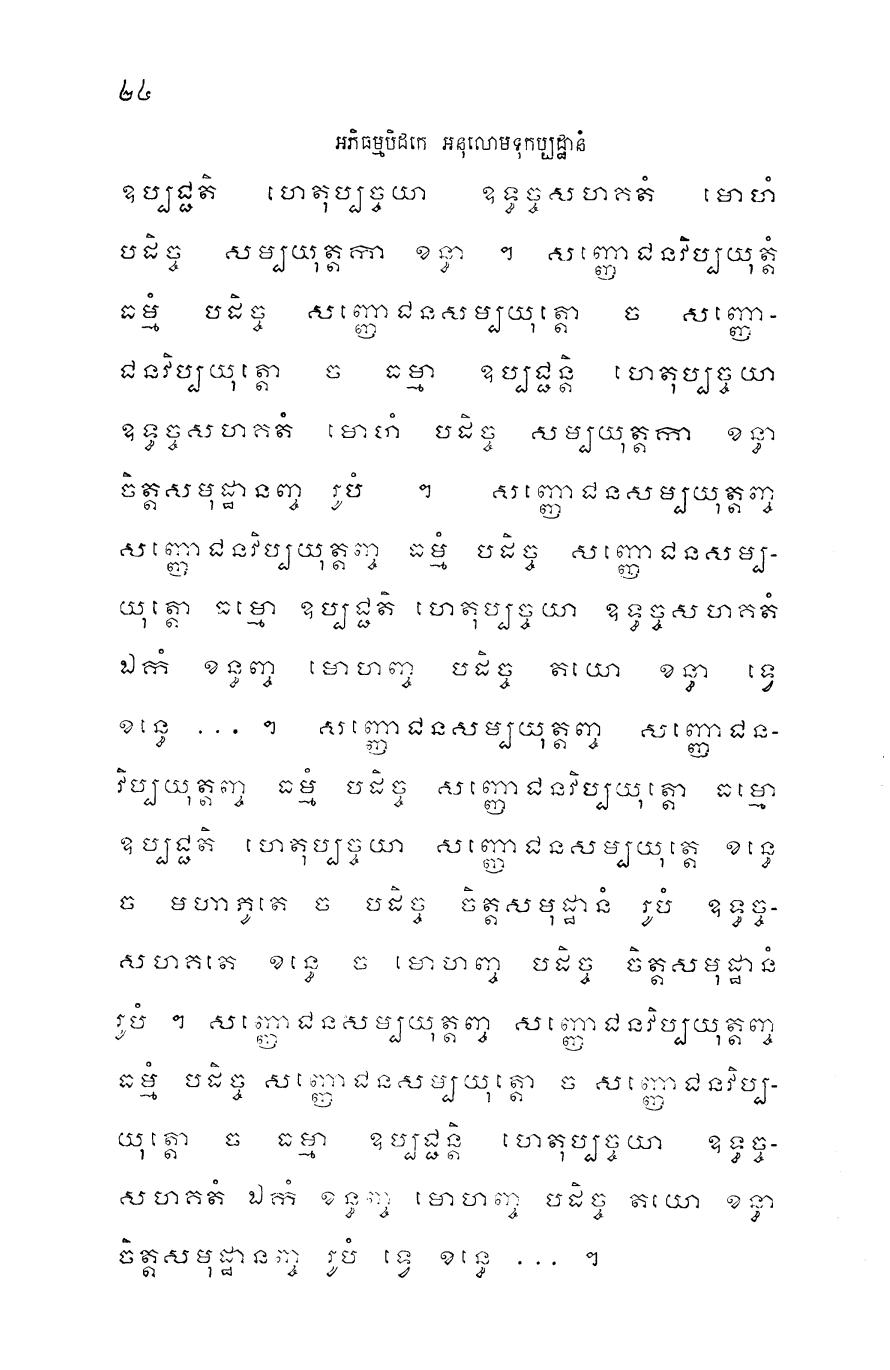 ២៤
អភិធម្មបិដកេ អនុលោមទុកប្បដ្ឋានំ
ឧប្បជ្ជតិ ហេតុប្បច្ចយា ឧទ្ធច្ចសហគតំ មោហំ
បដិច្ច សម្បយុត្តកា ខន្ធា ។ សញ្ញោជនវិប្បយុត្តំ
ធម្មំ បដិច្ច សញ្ញោជនសម្បយុត្តោ ច សញ្ញោ-
ជនវិប្បយុត្តោ ច ធម្មា ឧប្បជ្ជន្តិ ហេតុប្បច្ចយា
ឧទ្ធច្ចសហគតំ មោហំ បដិច្ច សម្បយុត្តកា ខន្ធា
ចិត្តសមុដ្ឋានញ្ច រូបំ ។ សញ្ញោជនសម្បយុត្តញ្ច
សញ្ញោជនវិប្បយុត្តញ្ច ធម្មំ បដិច្ច សញ្ញោជនសម្ប-
យុត្តោ ធម្មោ ឧប្បជ្ជតិ ហេតុប្បច្ចយា ឧទ្ធច្ចសហគតំ
ឯកំ ខន្ធញ្ច មោហញ្ច បដិច្ច តយោ ខន្ធា ទ្វេ
ខន្ធេ ... ។ សញ្ញោជនសម្បយុត្តញ្ច សញ្ញោជន-
វិប្បយុត្តញ្ច ធម្មំ បដិច្ច សញ្ញោជនវិប្បយុត្តោ ធម្មោ
ឧប្បជ្ជតិ ហេតុប្បច្ចយា សញ្ញោជនសម្បយុត្តេ ខន្ធេ
ច មហាភូតេ ច បដិច្ច ចិត្តសមុដ្ឋានំ រូបំ ឧទ្ធច្ច-
សហគតេ ខន្ធេ ច មោហញ្ច បដិច្ច ចិត្តសមុដ្ឋានំ
រូបំ ។ សញ្ញោជនសម្បយុត្តញ្ច សញ្ញោជនវិប្បយុត្តញ្ច
ធម្មំ បដិច្ច សញ្ញោជនសម្បយុត្តោ ច សញ្ញោជនវិប្ប-
យុត្តោ ច ធម្មា ឧប្បជ្ជន្តិ ហេតុប្បច្ចយា ឧទ្ធច្ច-
សហគតំ ឯកំ ខន្ធញ្ច មោហញ្ច បដិច្ច តយោ ខន្ធា
ចិត្តសមុដ្ឋានញ្ច រូបំ ទ្វេ ខន្ធេ ... ។